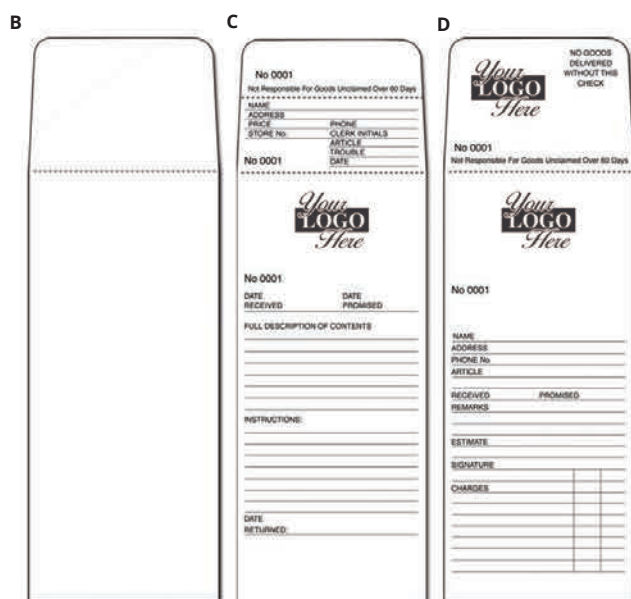 B
C
No 0001
Not Responsible For Goods Unclaimed Over 60 Days
NAME
ADDRESS
PRICE PHONE
STORE No. CLERK INITIALS
ARTICLE
TROUBLE
No 0001 DATE
Your
LOGO
Here
No 0001
DATE DATE
RECEIVED PROMISED
FULL DESCRIPTION OF CONTENTS
INSTRUCTIONS:
DATE
RETURNED:
D
Your
LOGO
Here
NO GOODS
DELIVERED
WITHOUT THIS
CHECK
No 0001
Not Responsible For Goods Unclaimed Over 60 Days
Your
LOGO
Here
No 0001
NAME
ADDRESS
PHONE No
ARTICLE
RECEIVED PROMISED
REMARKS
ESTIMATE
SIGNATURE
CHARGES